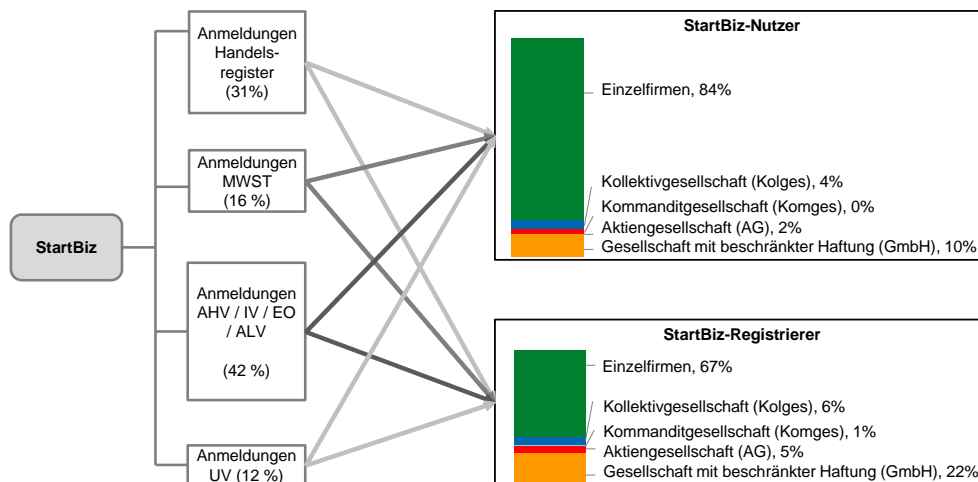 StartBiz
Anmeldungen
Handels-
register
(31%)
Anmeldungen
MWST
(16 %)
Anmeldungen
AHV / IV / EO
/ ALV
(42 %)
Anmeldungen
UV (12 %)
StartBiz-Nutzer
Einzelfirmen, 84%
Kollektivgesellschaft (Kolges), 4%
Kommanditgesellschaft (Komges), 0%
Aktiengesellschaft (AG), 2%
Gesellschaft mit beschränkter Haftung (GmbH), 10%
StartBiz-Registrierer
Einzelfirmen, 67%
Kollektivgesellschaft (Kolges), 6%
Kommanditgesellschaft (Komges), 1%
Aktiengesellschaft (AG), 5%
Gesellschaft mit beschränkter Haftung (GmbH), 22%